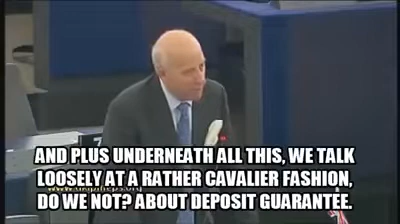 AND PLUS UNDERNEATH ALL THIS, WE TALK
LOOSELY AT A RATHER CAVALIER FASHION,
DO WE NOT? ABOUT DEPOSIT GUARANTEE.